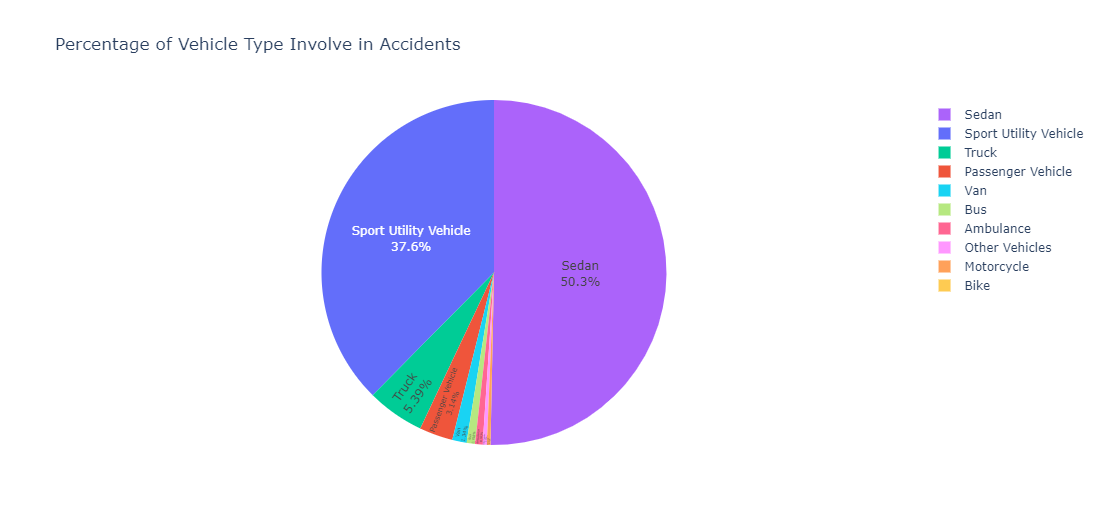 Percentage of Vehicle Type Involve in Accidents
Sport Utility Vehicle
37.6%
Sedan
50.3%
Truck
5.39%
Passenger Vehicle
3.14%
Sedan
Sport Utility Vehicle
Truck
Passenger Vehicle
Van
Bus
Ambulance
Other Vehicles
Motorcycle
Bike